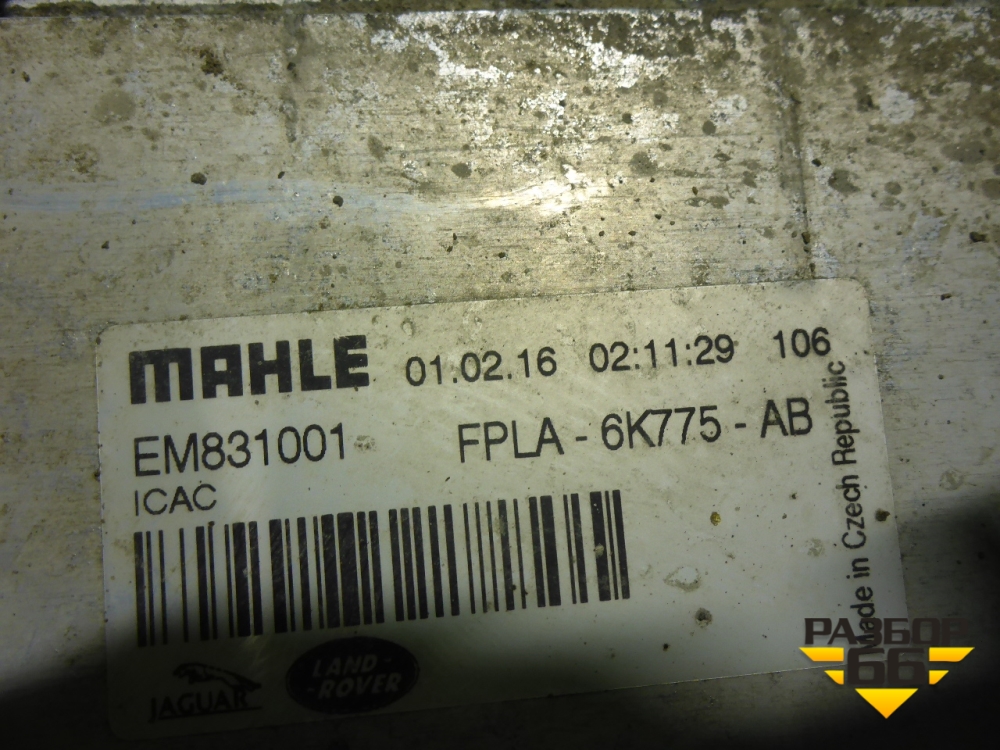 MAHLE 01.02.16 02:11:29 106
EM831001 FPLA - 6K775 - AB
ICAC
Made in Czech Republic
JAGUAR
LAND-
-ROVER
РАЗБОР
66